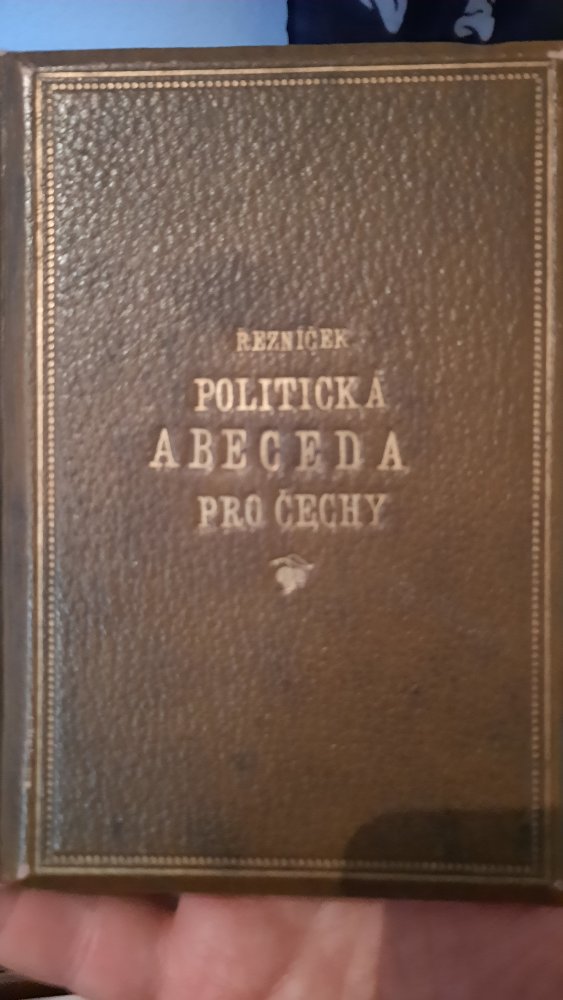 ŘEZNÍČEK
POLITICKÁ
ABECEDA
PRO ČECHY